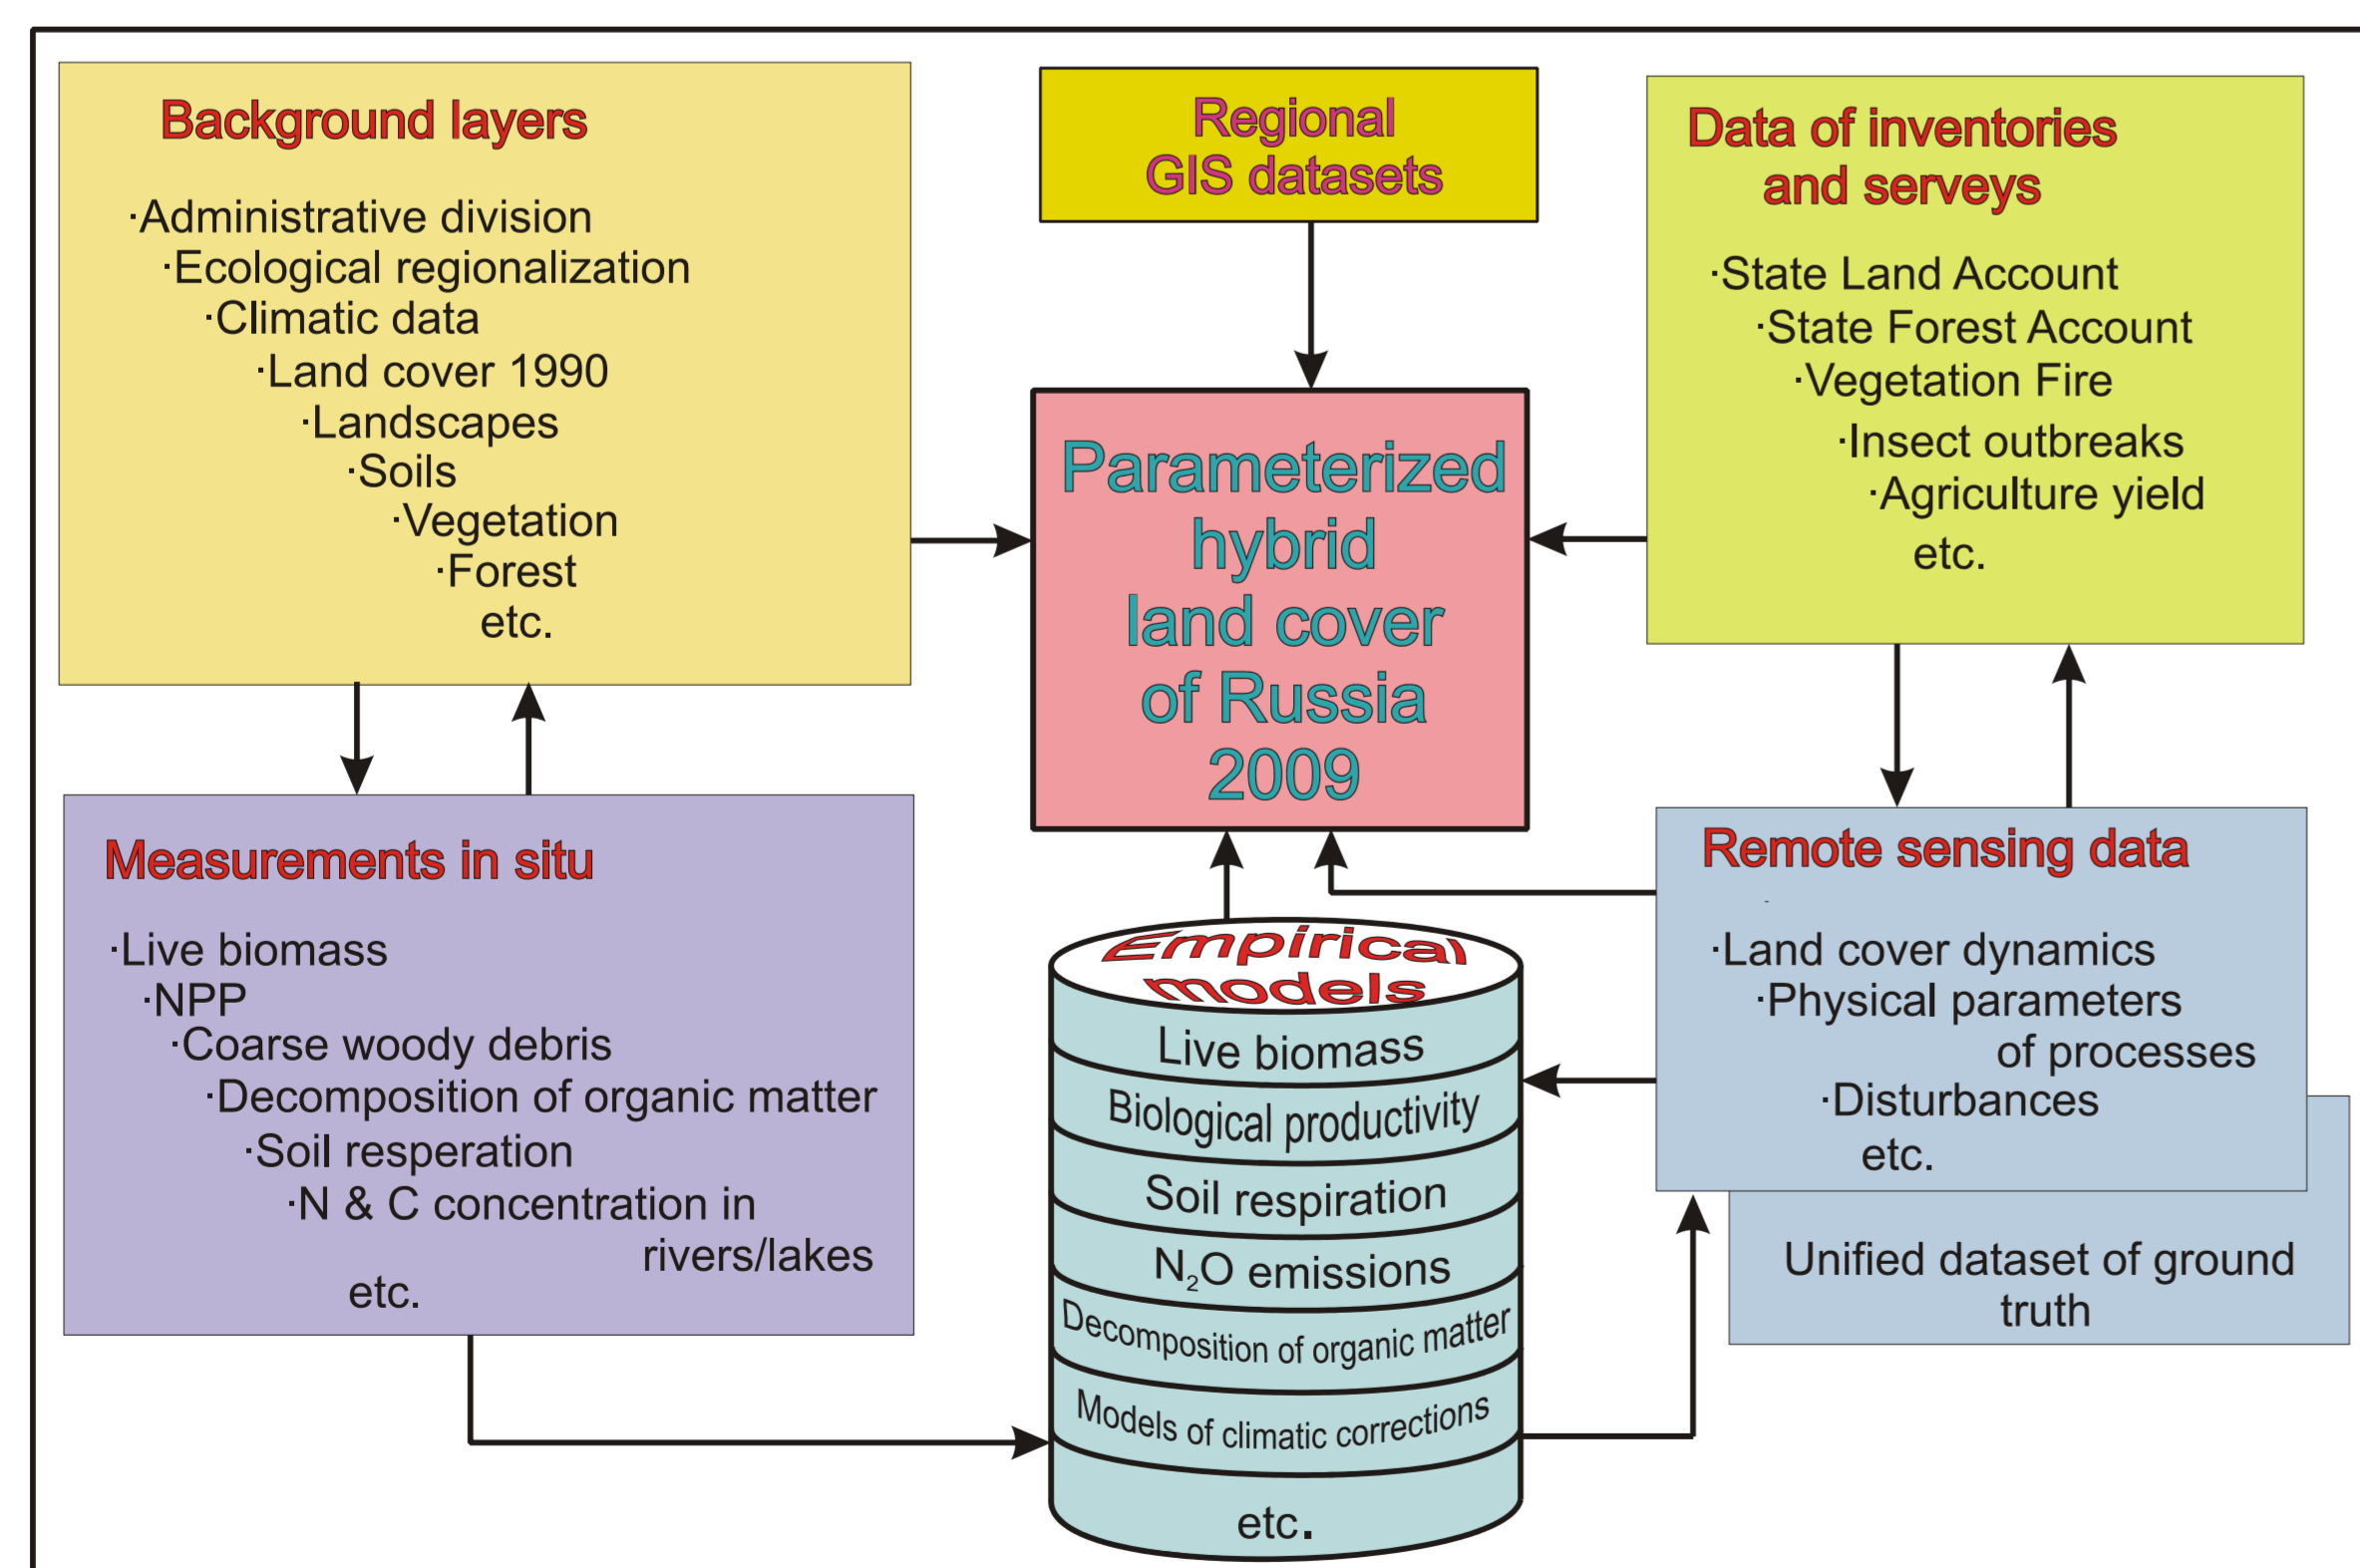 Background layers
·Administrative division
·Ecological regionalization
·Climatic data
·Land cover 1990
·Landscapes
·Soils
·Vegetation
·Forest
etc.
Regional
GIS datasets
Data of inventories
and serveys
·State Land Account
·State Forest Account
·Vegetation Fire
·Insect outbreaks
·Agriculture yield
etc.
Parameterized
hybrid
land cover
of Russia
2009
Measurements in situ
·Live biomass
·NPP
·Coarse woody debris
·Decomposition of organic matter
·Soil resperation
·N & C concentration in
rivers/lakes
etc.
Empirical
models
Live biomass
Biological productivity
Soil respiration
N₂O emissions
Decomposition of organic matter
Models of climatic corrections
etc.
Remote sensing data
·Land cover dynamics
·Physical parameters
of processes
·Disturbances
etc.
Unified dataset of ground
truth